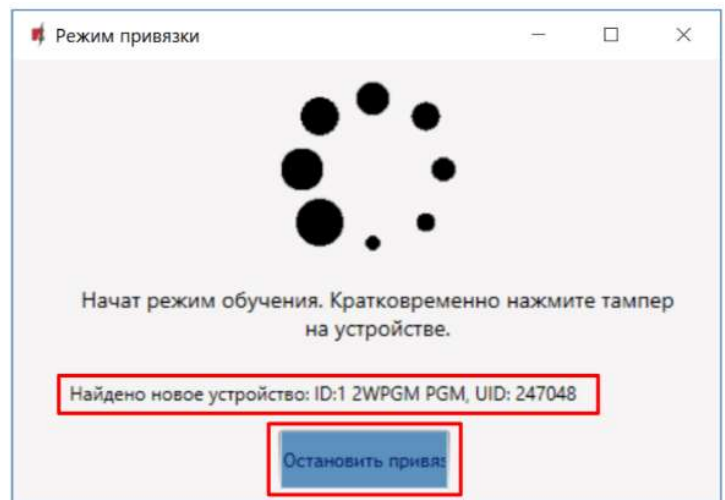 Режим привязки
Начат режим обучения. Кратковременно нажмите тампер
на устройстве.
Найдено новое устройство: ID:1 2WPGM PGM, UID: 247048
Остановить привяз